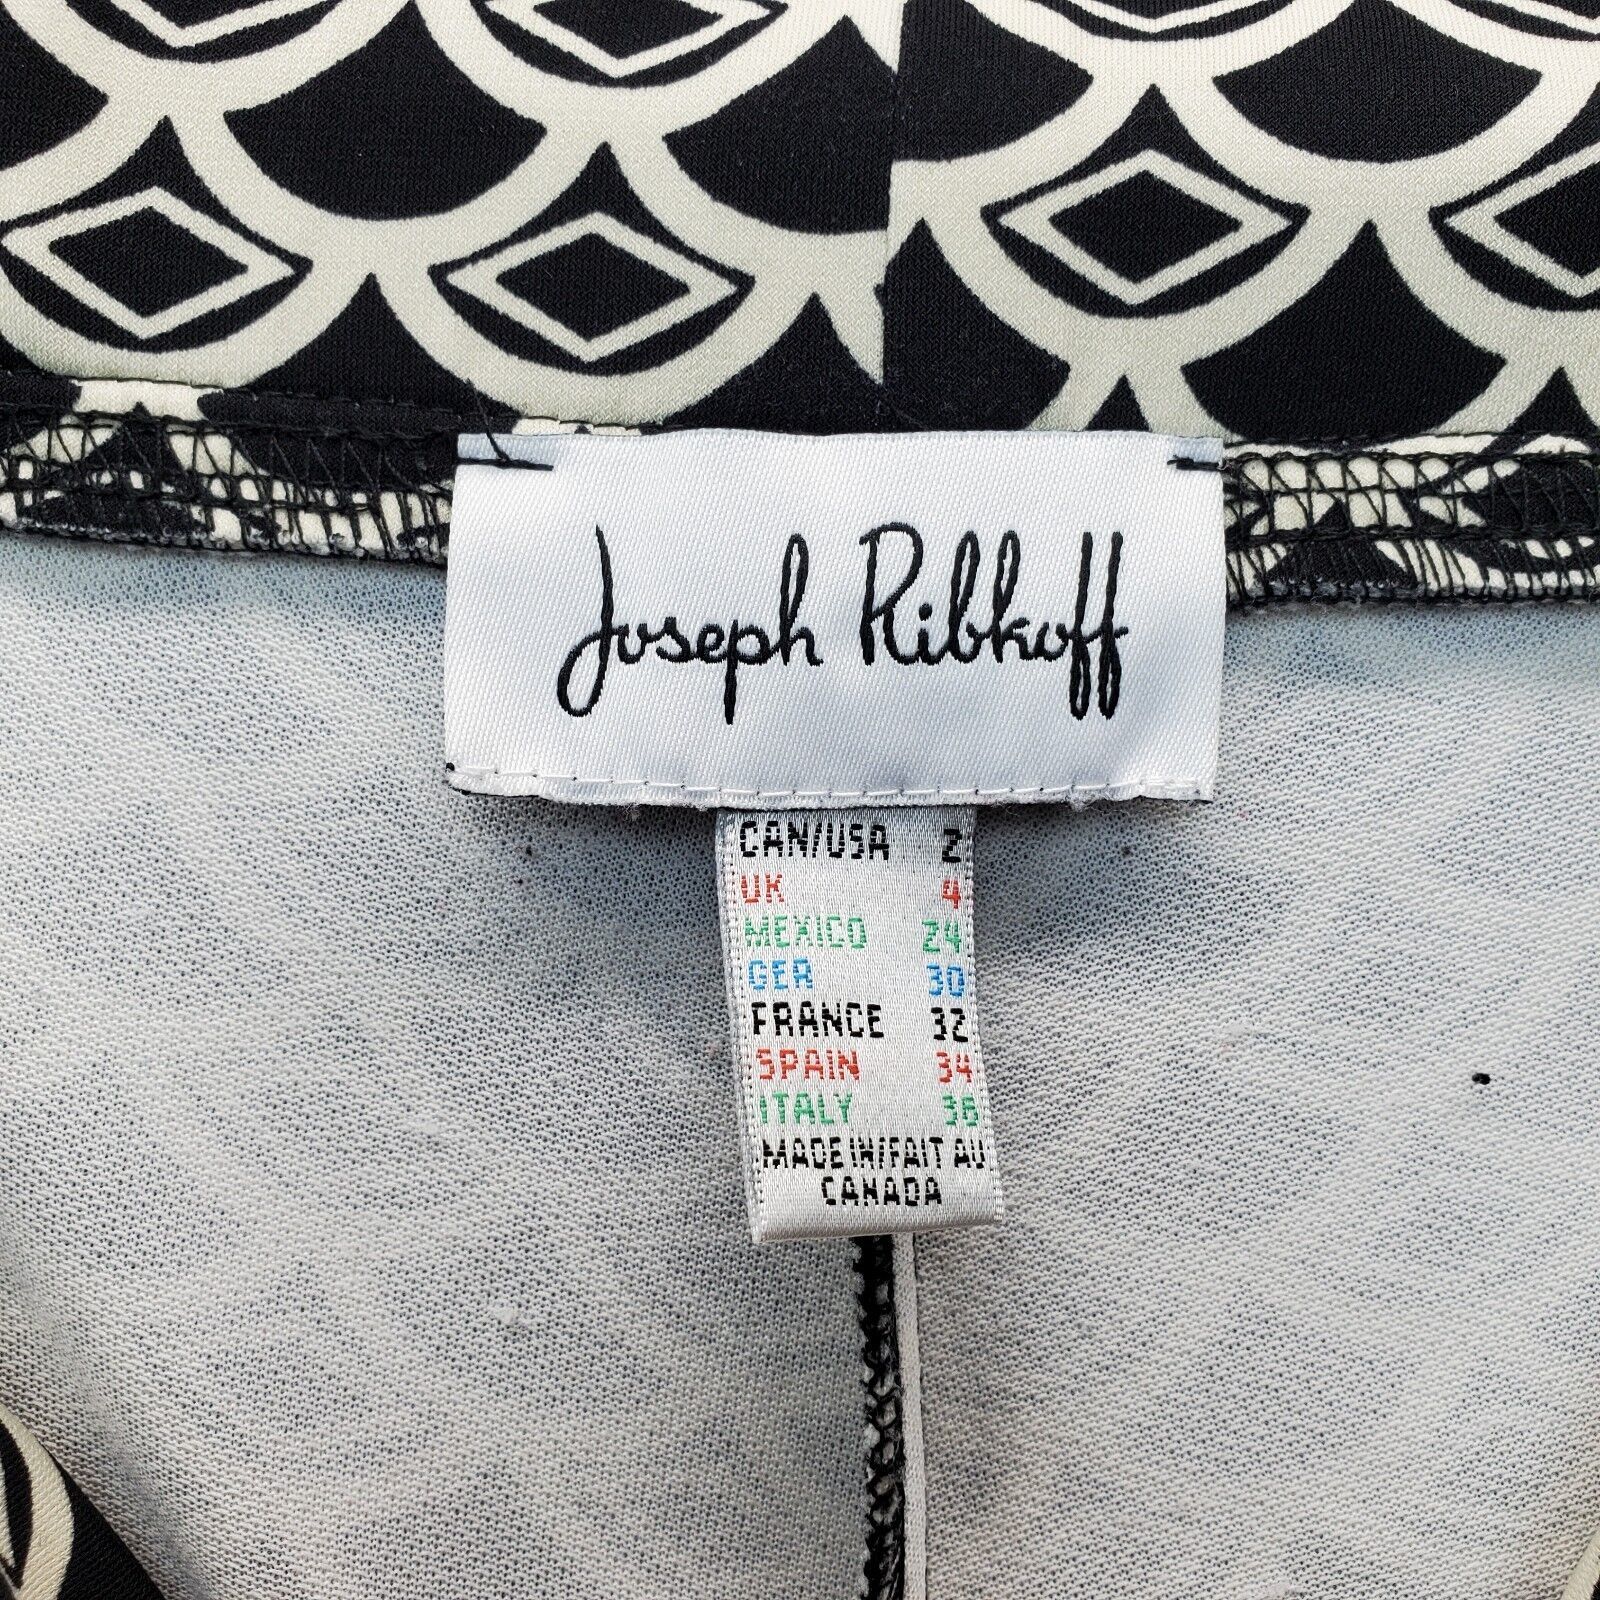 Joseph Ribkoff
CAN/USA 2
UK 4
MEXICO 24
GER 30
FRANCE 32
SPAIN 34
ITALY 36
MADE IN/FAIT AU
CANADA